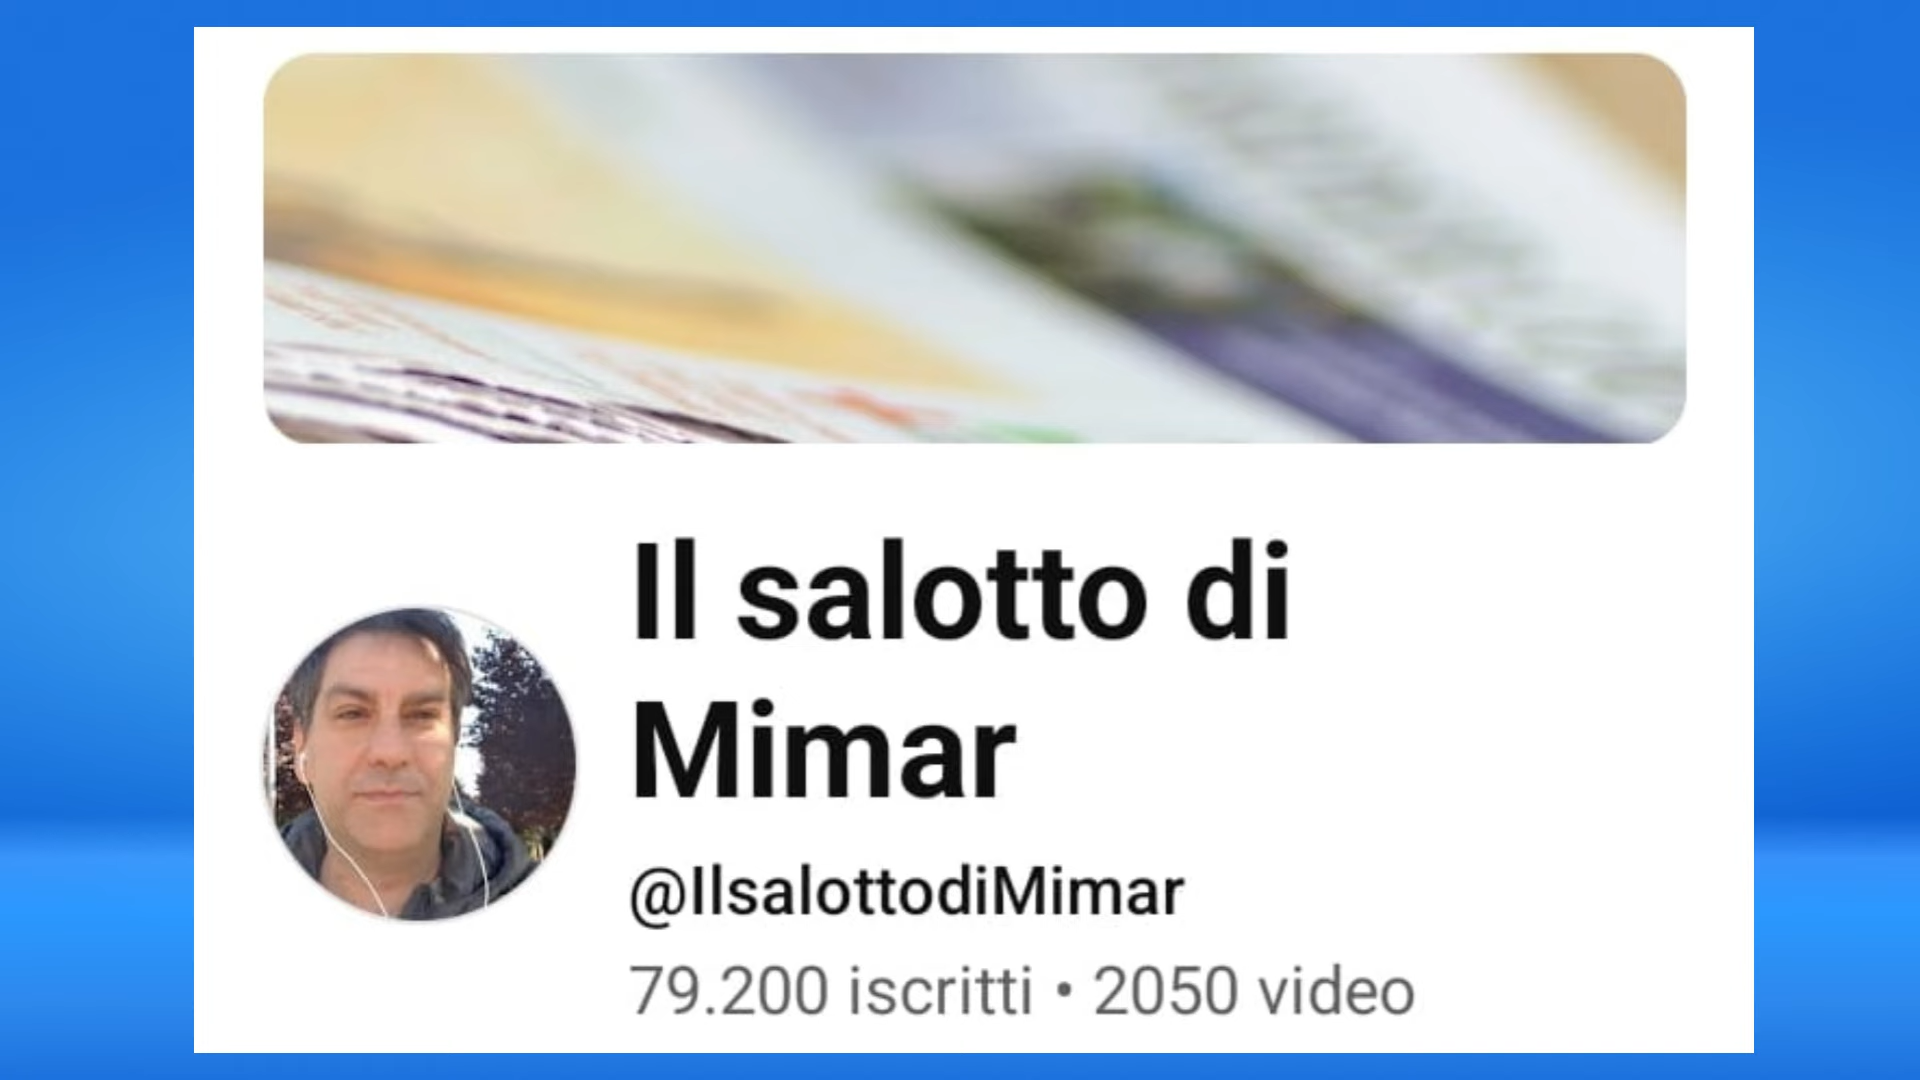 Il salotto di
Mimar
@IlsalottodiMimar
79.200 iscritti • 2050 video